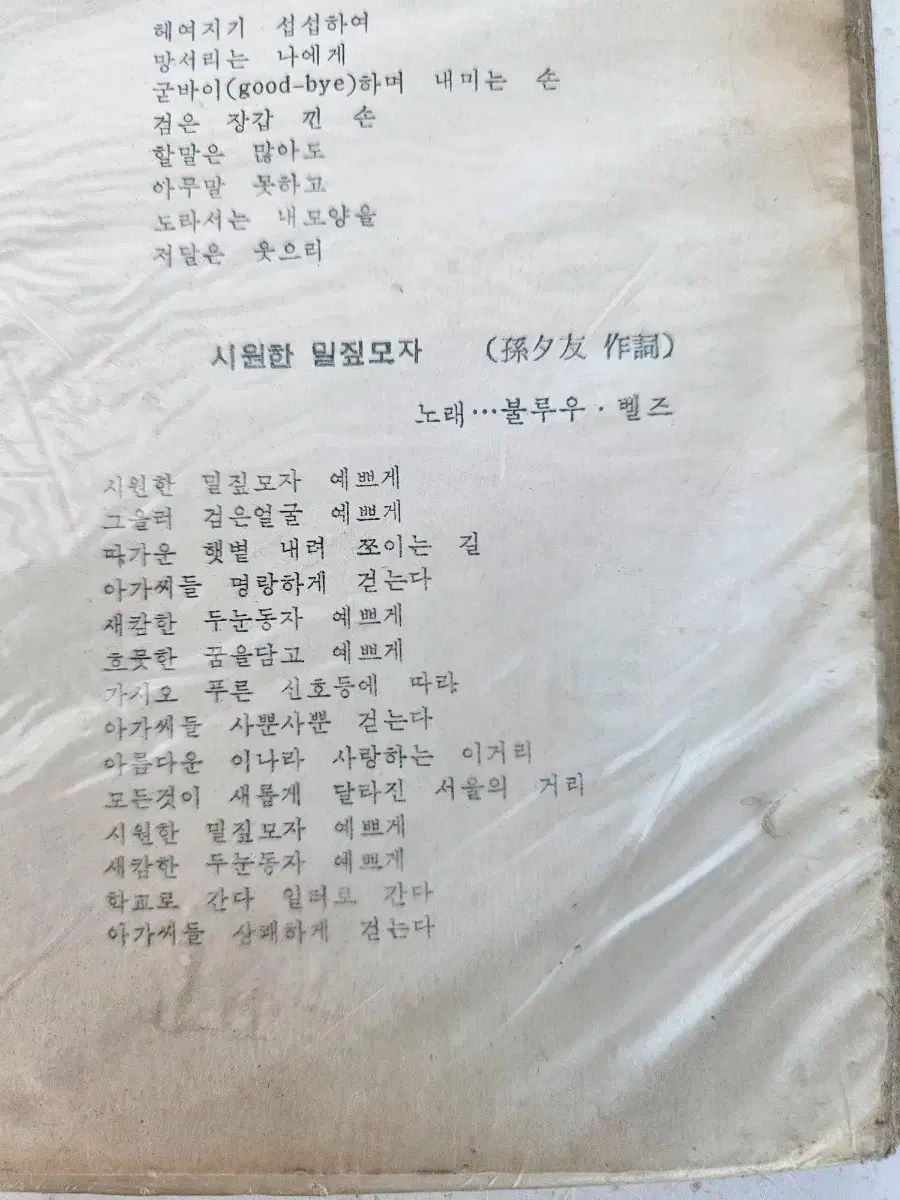 헤여지기 섭섭하여
망서리는 나에게
굳바이(good-bye)하며 내미는 손
검은 장갑 낀 손
할말은 많아도
아무말 못하고
도라서는 내모양을
저달은 웃으리
시원한 밀짚모자 (孫夕友 作詞)
노래…불루우·벨즈
시원한 밀짚모자 예쁘게
그을려 검은얼굴 예쁘게
따가운 햇볕 내려 쪼이는 길
아가씨들 명랑하게 걷는다
새캄한 두눈동자 예쁘게
흐뭇한 꿈을담고 예쁘게
가시오 푸른 신호등에 따라
아가씨들 사뿐사뿐 걷는다
아름다운 이나라 사랑하는 이거리
모든것이 새롭게 달라진 서울의 거리
시원한 밀짚모자 예쁘게
새캄한 두눈동자 예쁘게
학교로 간다 일터로 간다
아가씨들 상쾌하게 걷는다